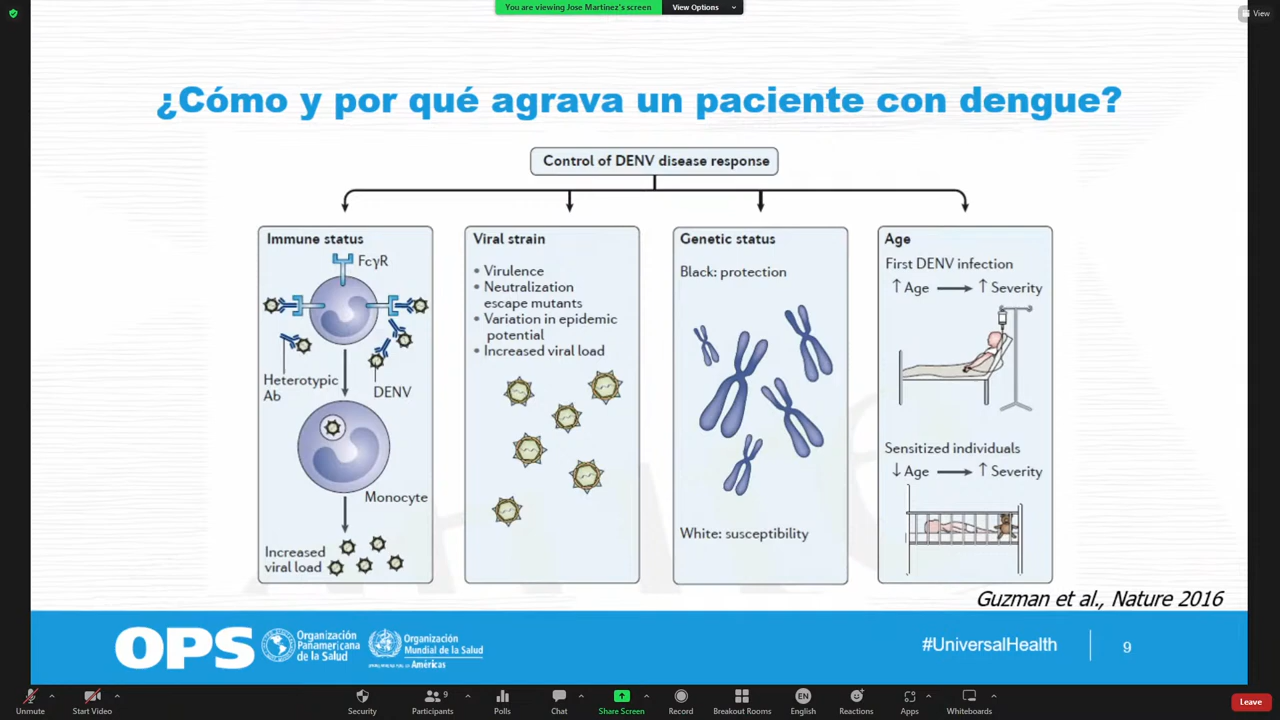 You are viewing Jose Martinez's screen
View Options
View
¿Cómo y por qué agrava un paciente con dengue?
Control of DENV disease response
Immune status
FcγR
Heterotypic
Ab
DENV
Monocyte
Increased
viral load
Viral strain
• Virulence
• Neutralization
escape mutants
• Variation in epidemic
potential
• Increased viral load
Genetic status
Black: protection
White: susceptibility
Age
First DENV infection
↑ Age → ↑ Severity
Sensitized individuals
↓ Age → ↑ Severity
Guzman et al., Nature 2016
OPS
Organización
Panamericana
de la Salud
Organización
Mundial de la Salud
Américas
#UniversalHealth
9
Unmute
Start Video
Security
Participants
9
Polls
Chat
Share Screen
Record
Breakout Rooms
EN
English
Reactions
Apps
Whiteboards
Leave